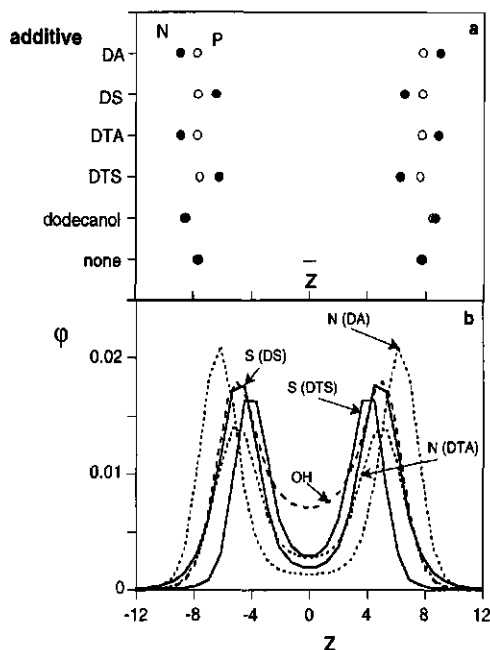 additive N P a
DA
DS
DTA
DTS
dodecanol
none
Z
φ b
N (DA)
S (DS)
S (DTS)
0.02
N (DTA)
0.01
OH
0
-12 -8 -4 0 4 8 12
Z